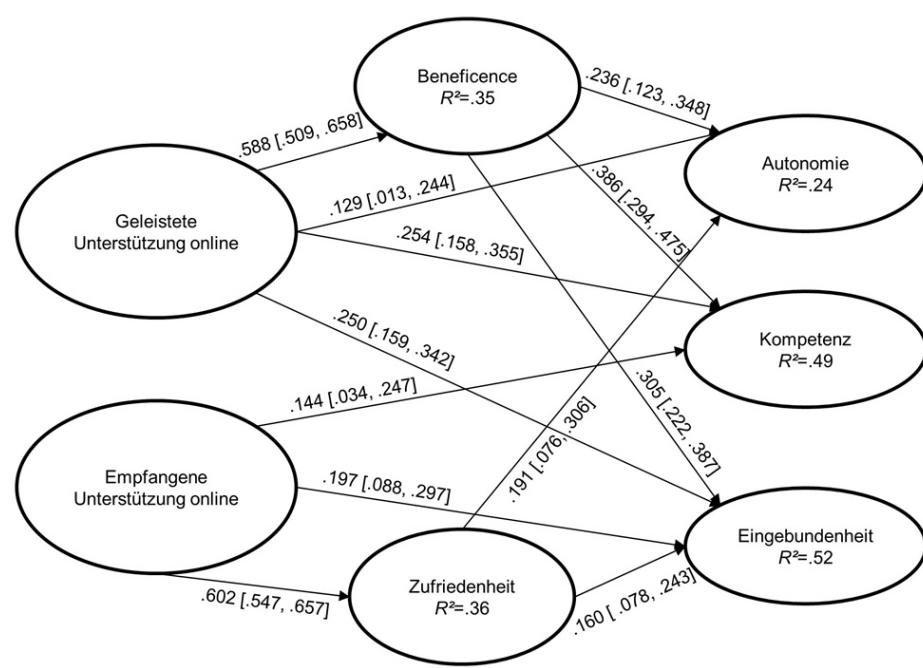 Beneficence
R²=.35
.236 [.123, .348]
.588 [.509, .658]
Autonomie
R²=.24
.129 [.013, .244]
.386 [.294, .475]
Geleistete
Unterstützung online
.254 [.158, .355]
.250 [.159, .342]
Kompetenz
R²=.49
.144 [.034, .247]
.305 [.222, .387]
.191 [.076, .306]
Empfangene
Unterstützung online
.197 [.088, .297]
Eingebundenheit
R²=.52
Zufriedenheit
R²=.36
.602 [.547, .657]
.160 [.078, .243]